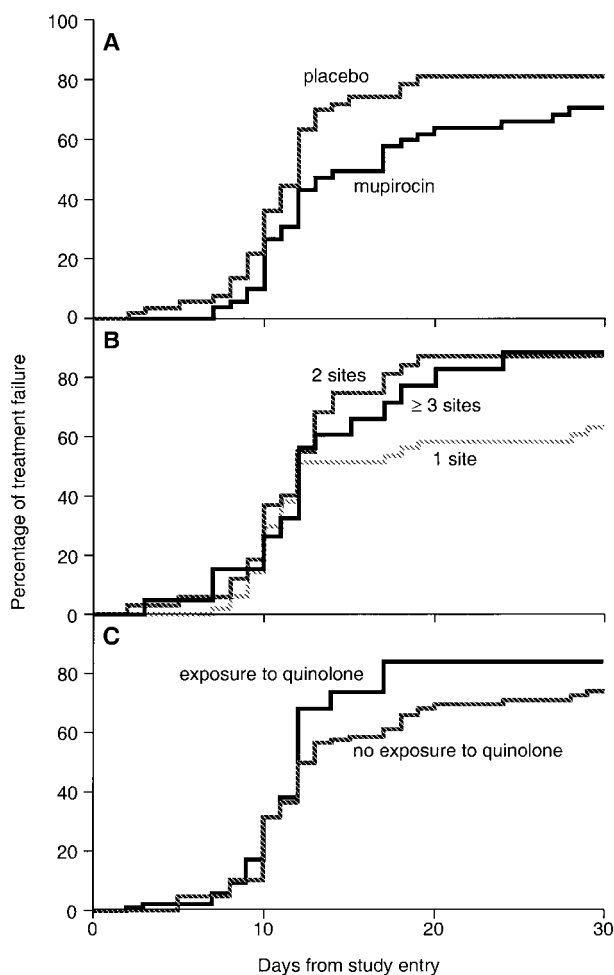 Percentage of treatment failure
100
A
80
placebo
60
40
mupirocin
20
0
B
80
2 sites
≥ 3 sites
60
1 site
40
20
0
C
80
exposure to quinolone
60
no exposure to quinolone
40
20
0
0 10 20 30
Days from study entry